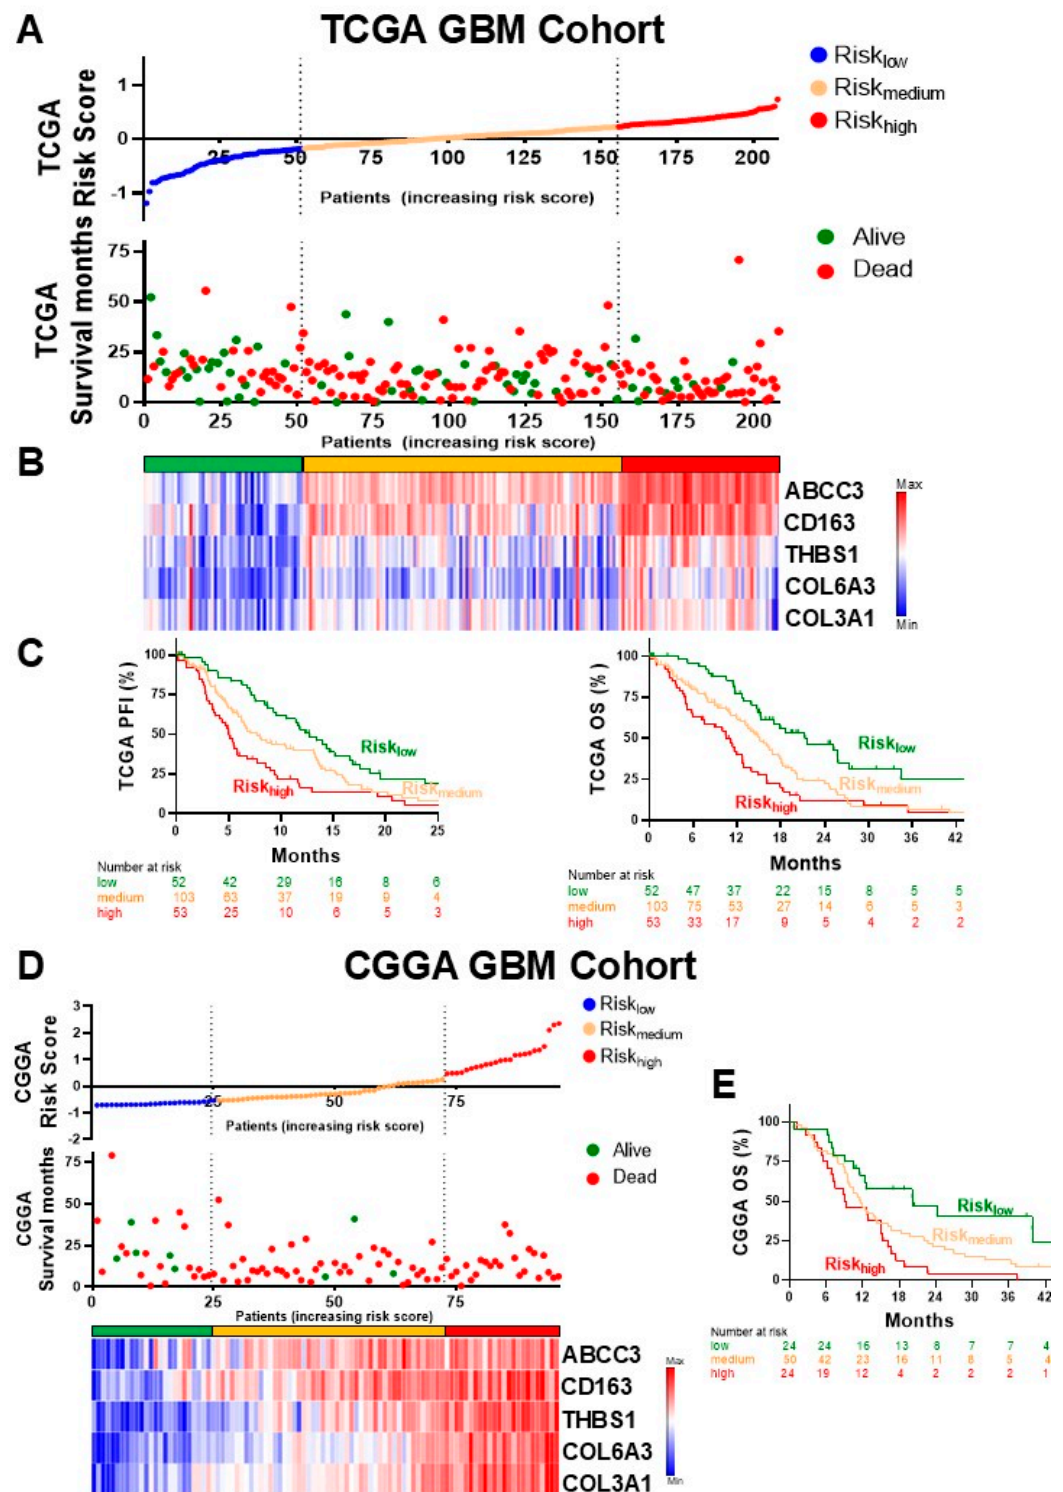 A
TCGA GBM Cohort
Risklow
Riskmedium
Riskhigh
TCGA
Risk Score
1
0
-1
25 50 75 100 125 150 175 200
Patients (increasing risk score)
Alive
Dead
TCGA
Survival months
75
50
25
0
0 25 50 75 100 125 150 175 200
Patients (increasing risk score)
B
ABCC3
CD163
THBS1
COL6A3
COL3A1
Max
Min
C
TCGA PFI (%)
100
75
50
25
0
Risklow
Riskmedium
Riskhigh
0 5 10 15 20 25
Months
Number at risk
low 52 42 29 16 8 6
medium 103 63 37 19 9 4
high 53 25 10 6 5 3
TCGA OS (%)
100
75
50
25
0
Risklow
Riskmedium
Riskhigh
0 6 12 18 24 30 36 42
Months
Number at risk
low 52 47 37 22 15 8 5 5
medium 103 75 53 27 14 6 5 3
high 53 33 17 9 5 4 2 2
D
CGGA GBM Cohort
Risklow
Riskmedium
Riskhigh
CGGA
Risk Score
3
2
1
0
-1
-2
25 50 75
Patients (increasing risk score)
Alive
Dead
CGGA
Survival months
75
50
25
0
0 25 50 75
Patients (increasing risk score)
ABCC3
CD163
THBS1
COL6A3
COL3A1
Max
Min
E
CGGA OS (%)
100
75
50
25
0
Risklow
Riskmedium
Riskhigh
0 6 12 18 24 30 36 42
Months
Number at risk
low 24 24 16 13 8 7 7 4
medium 50 42 23 16 11 8 5 4
high 24 19 12 4 2 2 2 1